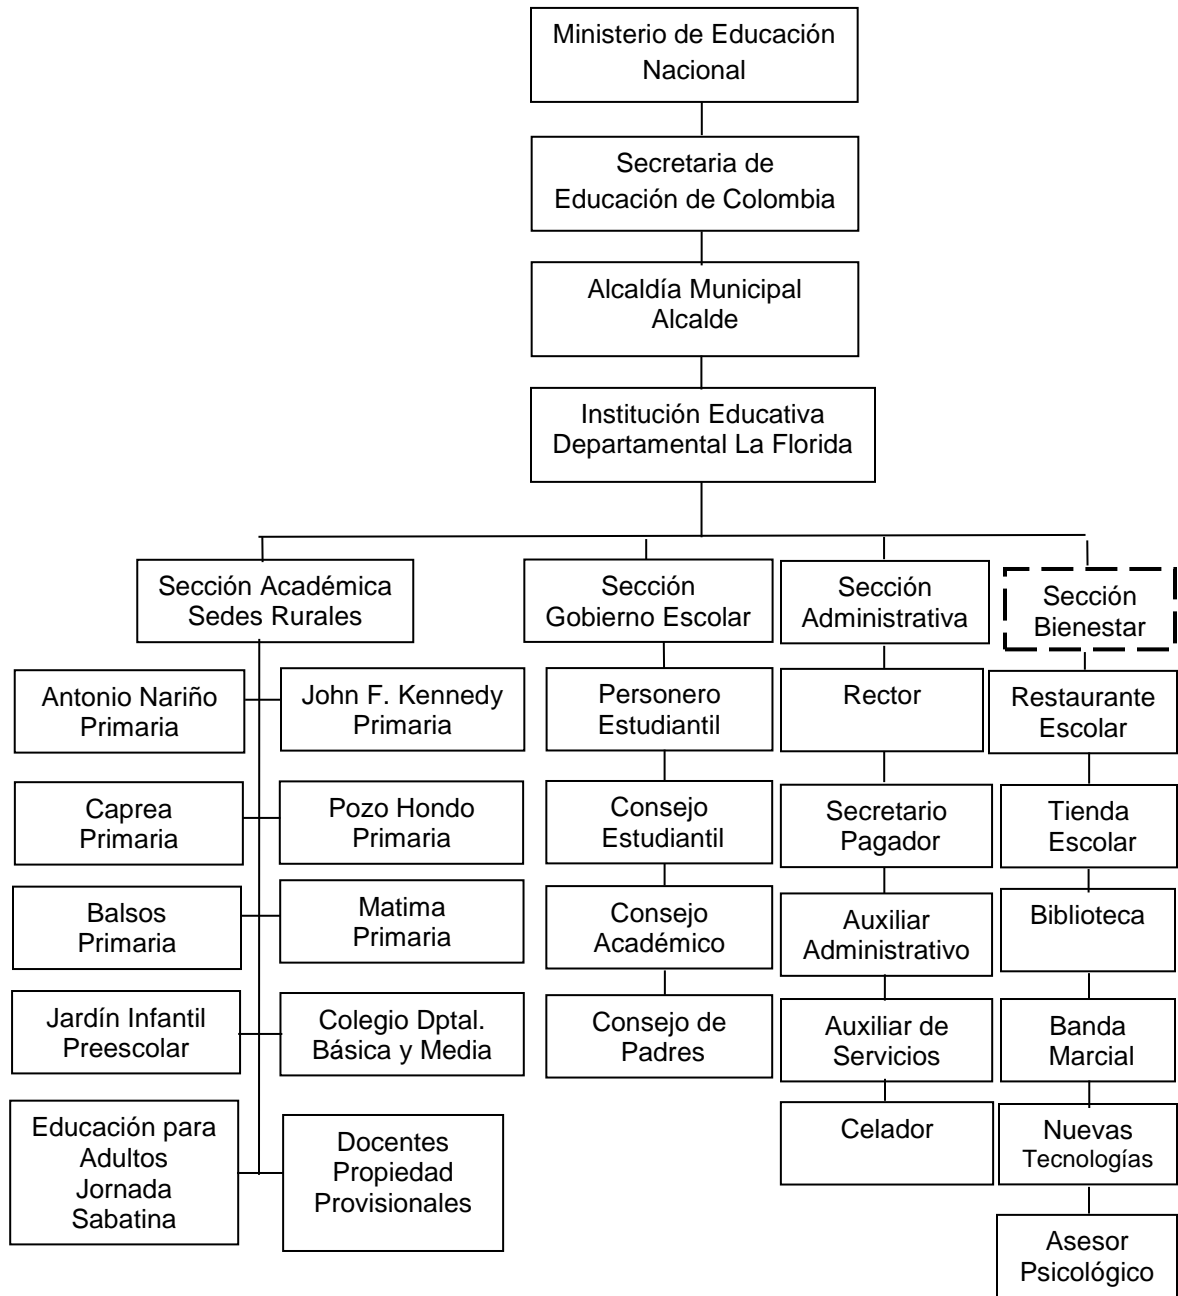 Ministerio de Educación
Nacional
Secretaria de
Educación de Colombia
Alcaldía Municipal
Alcalde
Institución Educativa
Departamental La Florida
Sección Académica
Sedes Rurales
Antonio Nariño
Primaria
John F. Kennedy
Primaria
Caprea
Primaria
Pozo Hondo
Primaria
Balsos
Primaria
Matima
Primaria
Jardín Infantil
Preescolar
Colegio Dptal.
Básica y Media
Educación para
Adultos
Jornada
Sabatina
Docentes
Propiedad
Provisionales
Sección
Gobierno Escolar
Personero
Estudiantil
Consejo
Estudiantil
Consejo
Académico
Consejo de
Padres
Sección
Administrativa
Rector
Secretario
Pagador
Auxiliar
Administrativo
Auxiliar de
Servicios
Celador
Sección
Bienestar
Restaurante
Escolar
Tienda
Escolar
Biblioteca
Banda
Marcial
Nuevas
Tecnologías
Asesor
Psicológico